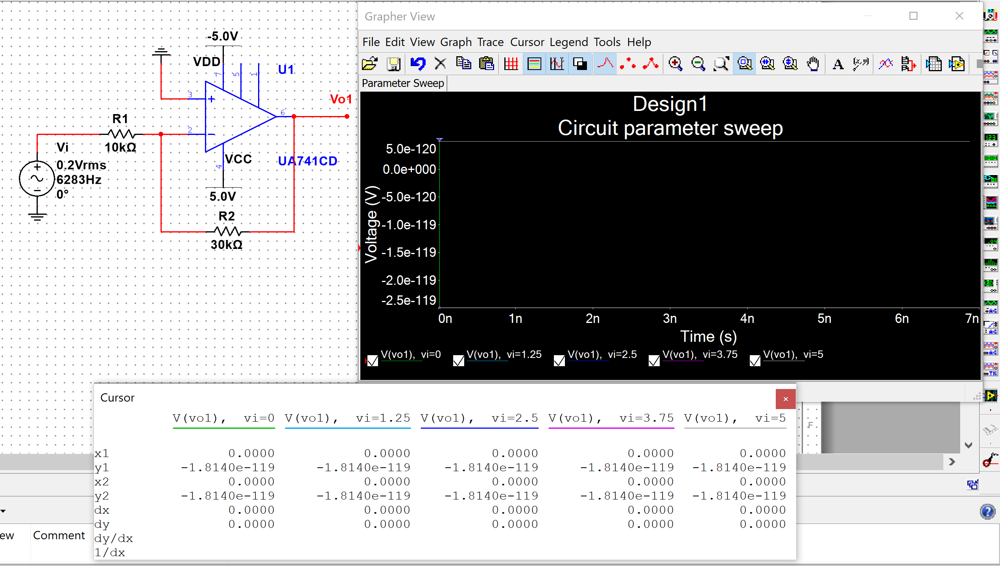 -5.0V
VDD
7
5
1
U1
3
+
Vo1
6
R1
2
10kΩ
Vi
0.2Vrms
6283Hz
0°
VCC
UA741CD
4
5.0V
R2
30kΩ
Grapher View
File Edit View Graph Trace Cursor Legend Tools Help
Parameter Sweep
Design1
Circuit parameter sweep
Voltage (V)
5.0e-120
0.0e+000
-5.0e-120
-1.0e-119
-1.5e-119
-2.0e-119
-2.5e-119
0n 1n 2n 3n 4n 5n 6n 7n
Time (s)
V(vo1), vi=0 V(vo1), vi=1.25 V(vo1), vi=2.5 V(vo1), vi=3.75 V(vo1), vi=5
Cursor
V(vo1), vi=0 V(vo1), vi=1.25 V(vo1), vi=2.5 V(vo1), vi=3.75 V(vo1), vi=5
x1 0.0000 0.0000 0.0000 0.0000 0.0000
y1 -1.8140e-119 -1.8140e-119 -1.8140e-119 -1.8140e-119 -1.8140e-119
x2 0.0000 0.0000 0.0000 0.0000 0.0000
y2 -1.8140e-119 -1.8140e-119 -1.8140e-119 -1.8140e-119 -1.8140e-119
dx 0.0000 0.0000 0.0000 0.0000 0.0000
dy 0.0000 0.0000 0.0000 0.0000 0.0000
dy/dx
1/dx
F
ew Comment